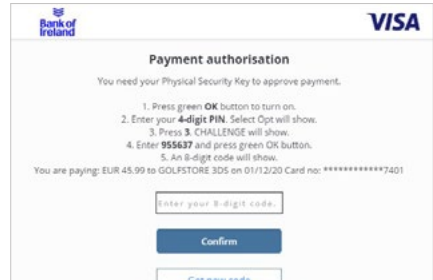 Bank of
Ireland
VISA
Payment authorisation
You need your Physical Security Key to approve payment.
1. Press green OK button to turn on.
2. Enter your 4-digit PIN. Select Opt will show.
3. Press 3. CHALLENGE will show.
4. Enter 955637 and press green OK button.
5. An 8-digit code will show.
You are paying: EUR 45.99 to GOLFSTORE 3DS on 01/12/20 Card no: ************7401
Enter your 8-digit code.
Confirm
Get new code